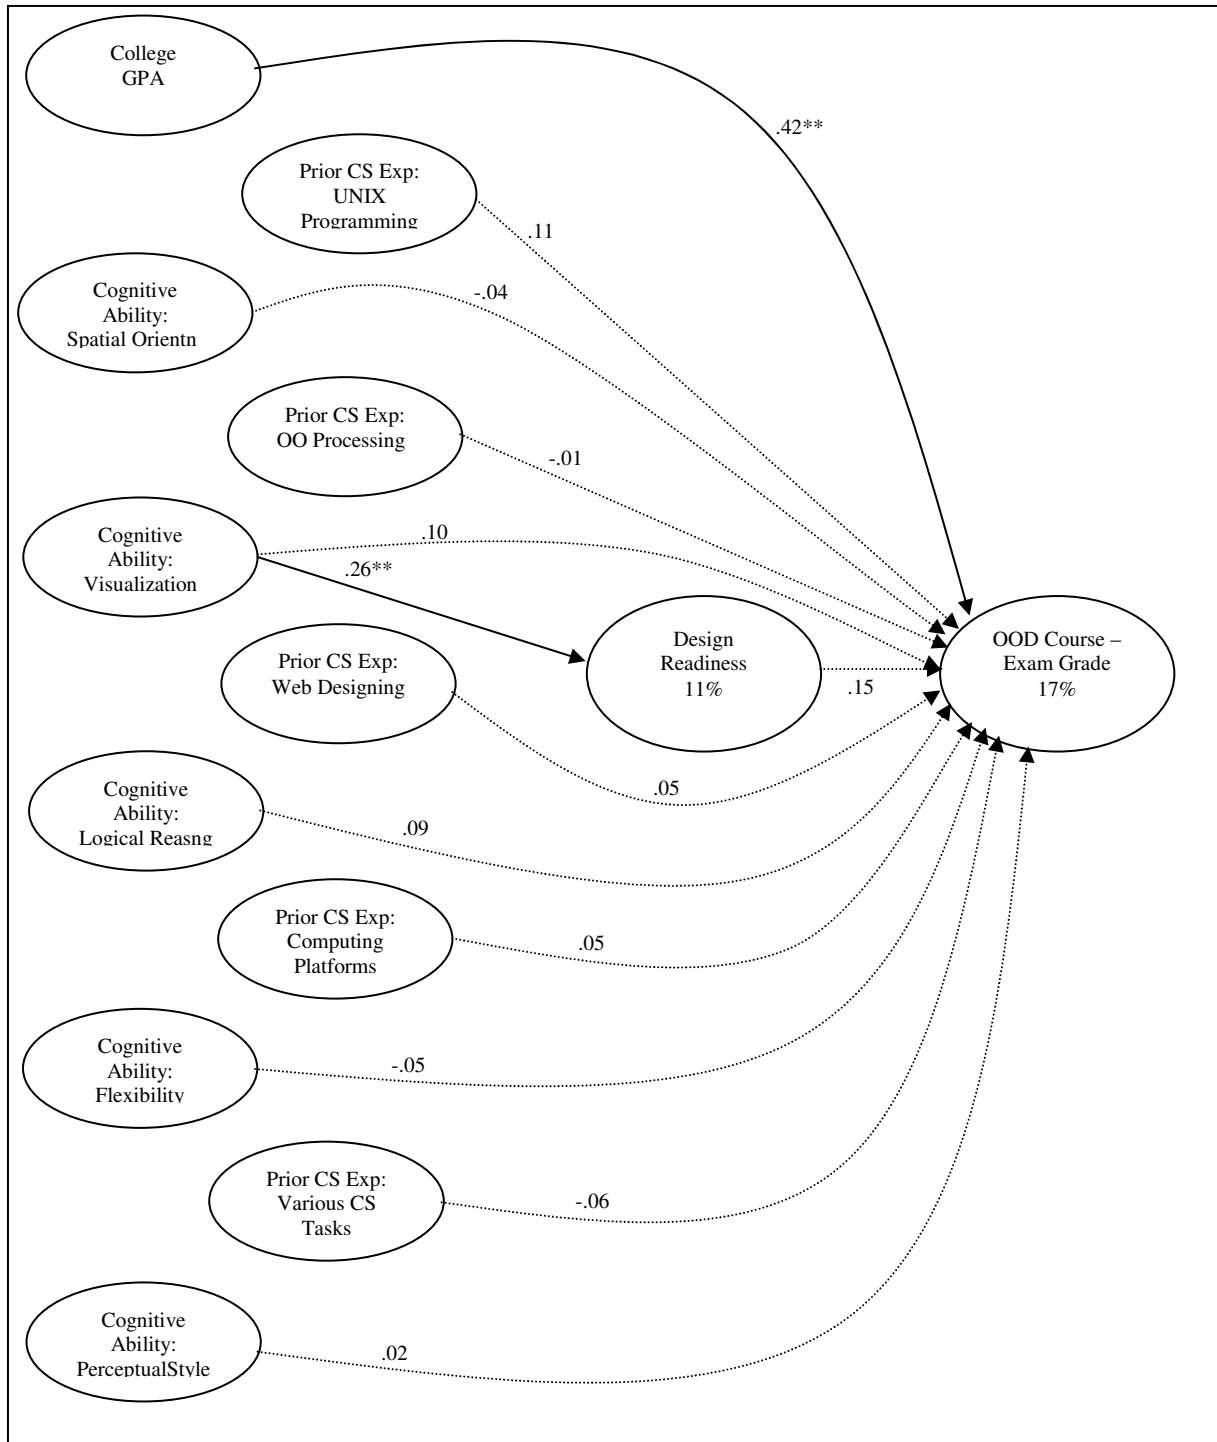 College
GPA
.42**
Prior CS Exp:
UNIX
Programming
.11
Cognitive
Ability:
Spatial Orientn
-.04
Prior CS Exp:
OO Processing
-.01
Cognitive
Ability:
Visualization
.10
.26**
Design
Readiness
11%
.15
OOD Course –
Exam Grade
17%
Prior CS Exp:
Web Designing
.05
Cognitive
Ability:
Logical Reasng
.09
Prior CS Exp:
Computing
Platforms
.05
Cognitive
Ability:
Flexibility
-.05
Prior CS Exp:
Various CS
Tasks
-.06
Cognitive
Ability:
PerceptualStyle
.02